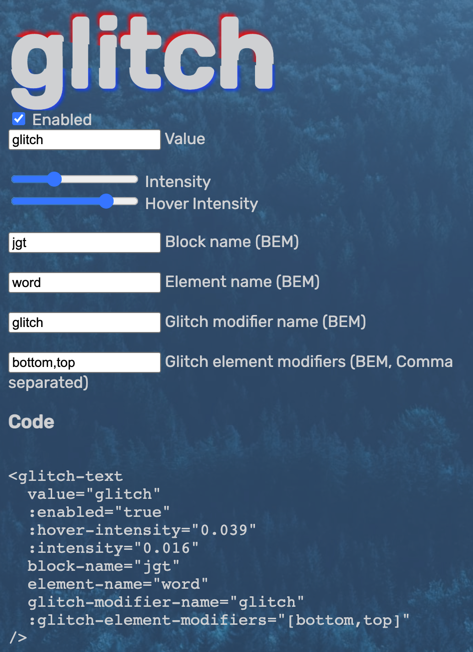 glitch
Enabled
glitch Value
Intensity
Hover Intensity
jgt Block name (BEM)
word Element name (BEM)
glitch Glitch modifier name (BEM)
bottom,top Glitch element modifiers (BEM, Comma
separated)
Code
<glitch-text
value="glitch"
:enabled="true"
:hover-intensity="0.039"
:intensity="0.016"
block-name="jgt"
element-name="word"
glitch-modifier-name="glitch"
:glitch-element-modifiers="[bottom,top]"
/>